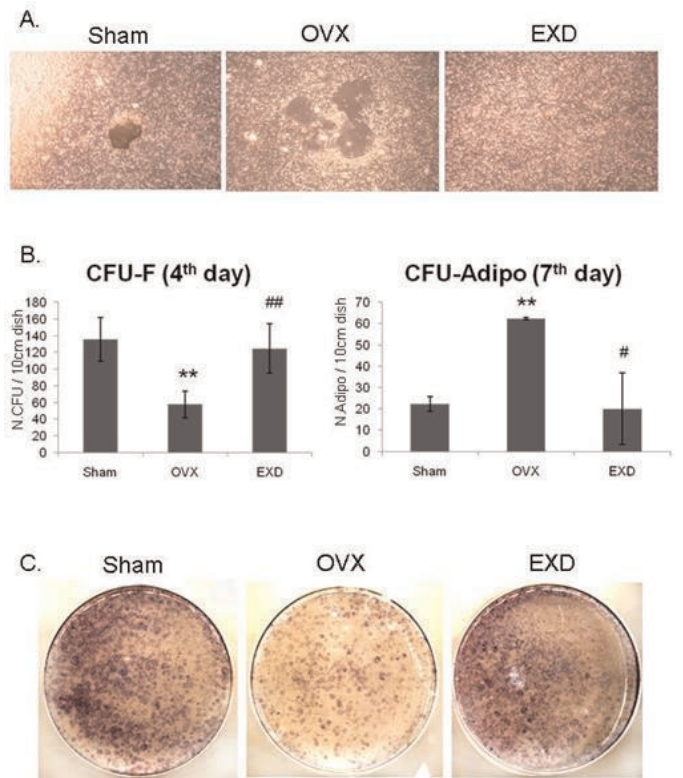 A.
Sham OVX EXD
B.
CFU-F (4th day)
N.CFU / 10cm dish
180
160
140
120
100
80
60
40
20
0
**
##
Sham OVX EXD
CFU-Adipo (7th day)
N.Adipo / 10cm dish
70
60
50
40
30
20
10
0
**
#
Sham OVX EXD
C.
Sham OVX EXD